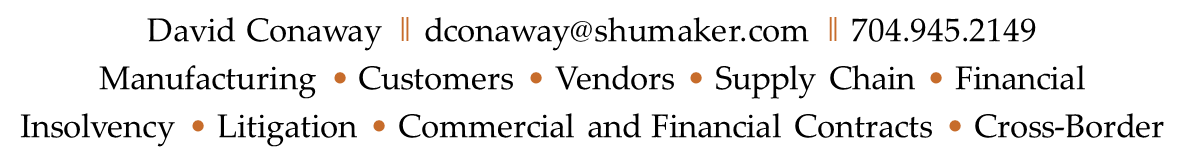 David Conaway || dconaway@shumaker.com || 704.945.2149
Manufacturing • Customers • Vendors • Supply Chain • Financial
Insolvency • Litigation • Commercial and Financial Contracts • Cross-Border